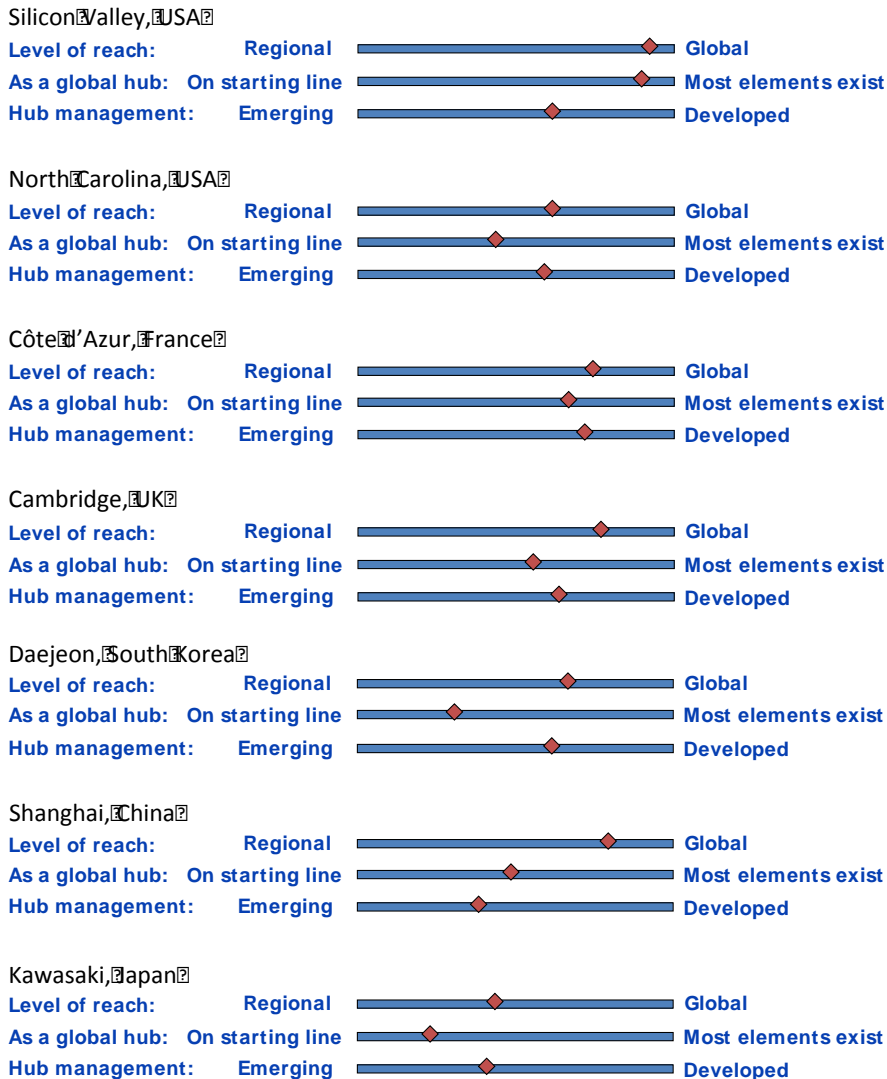 Silicon Valley, USA
Level of reach: Regional Global
As a global hub: On starting line Most elements exist
Hub management: Emerging Developed
North Carolina, USA
Level of reach: Regional Global
As a global hub: On starting line Most elements exist
Hub management: Emerging Developed
Côte d’Azur, France
Level of reach: Regional Global
As a global hub: On starting line Most elements exist
Hub management: Emerging Developed
Cambridge, UK
Level of reach: Regional Global
As a global hub: On starting line Most elements exist
Hub management: Emerging Developed
Daejeon, South Korea
Level of reach: Regional Global
As a global hub: On starting line Most elements exist
Hub management: Emerging Developed
Shanghai, China
Level of reach: Regional Global
As a global hub: On starting line Most elements exist
Hub management: Emerging Developed
Kawasaki, Japan
Level of reach: Regional Global
As a global hub: On starting line Most elements exist
Hub management: Emerging Developed